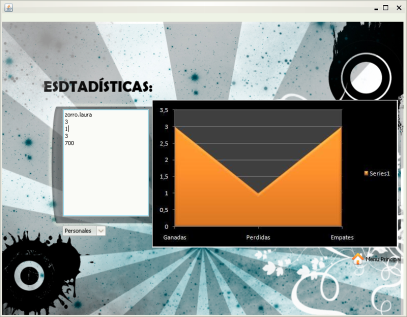 ESDTADÍSTICAS:
zorro.laura
3
1
3
700
Personales
3,5
3
2,5
2
1,5
1
0,5
0
Ganadas Perdidas Empates
Series1
Menu Principal